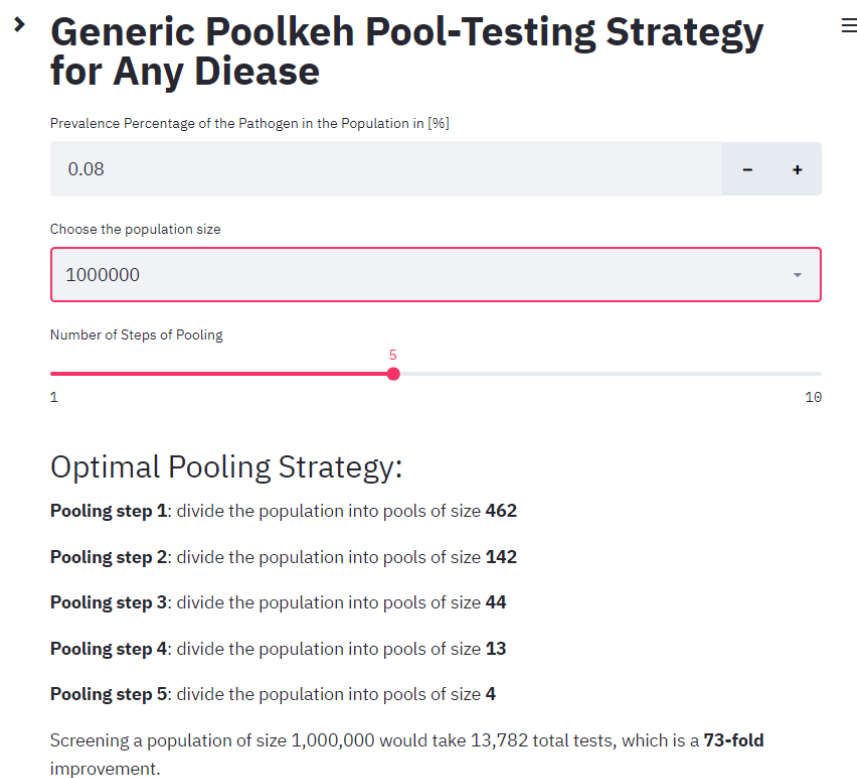 Generic Poolkeh Pool-Testing Strategy
for Any Diease
Prevalence Percentage of the Pathogen in the Population in [%]
0.08
Choose the population size
1000000
Number of Steps of Pooling
5
1 10
Optimal Pooling Strategy:
Pooling step 1: divide the population into pools of size 462
Pooling step 2: divide the population into pools of size 142
Pooling step 3: divide the population into pools of size 44
Pooling step 4: divide the population into pools of size 13
Pooling step 5: divide the population into pools of size 4
Screening a population of size 1,000,000 would take 13,782 total tests, which is a 73-fold
improvement.